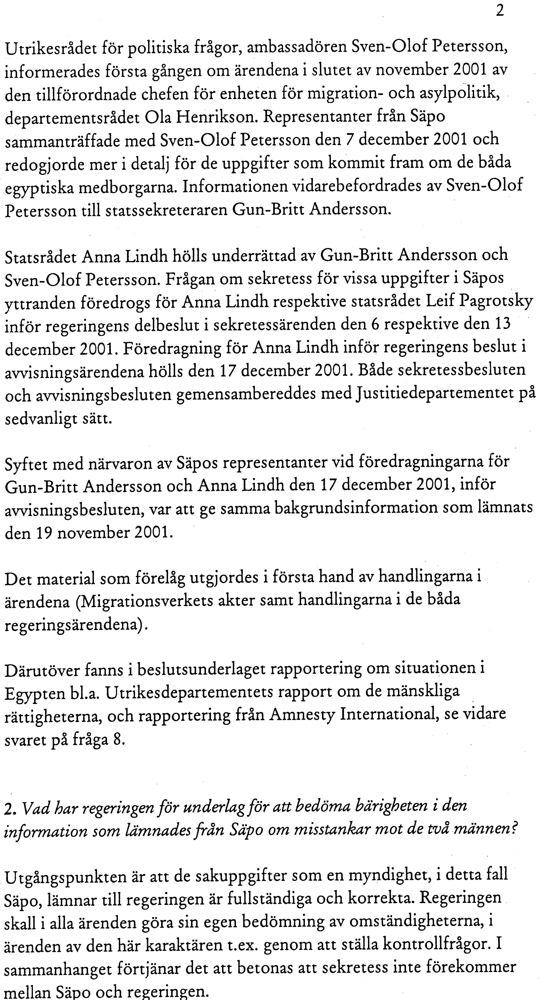 2
Utrikesrådet för politiska frågor, ambassadören Sven-Olof Petersson,
informerades första gången om ärendena i slutet av november 2001 av
den tillförordnade chefen för enheten för migration- och asylpolitik,
departementsrådet Ola Henrikson. Representanter från Säpo
sammanträffade med Sven-Olof Petersson den 7 december 2001 och
redogjorde mer i detalj för de uppgifter som kommit fram om de båda
egyptiska medborgarna. Informationen vidarebefordrades av Sven-Olof
Petersson till statssekreteraren Gun-Britt Andersson.
Statsrådet Anna Lindh hölls underrättad av Gun-Britt Andersson och
Sven-Olof Petersson. Frågan om sekretess för vissa uppgifter i Säpos
yttranden föredrogs för Anna Lindh respektive statsrådet Leif Pagrotsky
inför regeringens delbeslut i sekretessärenden den 6 respektive den 13
december 2001. Föredragning för Anna Lindh inför regeringens beslut i
avvisningsärendena hölls den 17 december 2001. Både sekretessbesluten
och avvisningsbesluten gemensambereddes med Justitiedepartementet på
sedvanligt sätt.
Syftet med närvaron av Säpos representanter vid föredragningarna för
Gun-Britt Andersson och Anna Lindh den 17 december 2001, inför
avvisningsbesluten, var att ge samma bakgrundsinformation som lämnats
den 19 november 2001.
Det material som förelåg utgjordes i första hand av handlingarna i
ärendena (Migrationsverkets akter samt handlingarna i de båda
regeringsärendena).
Därutöver fanns i beslutsunderlaget rapportering om situationen i
Egypten bl.a. Utrikesdepartementets rapport om de mänskliga
rättigheterna, och rapportering från Amnesty International, se vidare
svaret på fråga 8.
2. Vad har regeringen för underlag för att bedöma bärigheten i den
information som lämnades från Säpo om misstankar mot de två männen?
Utgångspunkten är att de sakuppgifter som en myndighet, i detta fall
Säpo, lämnar till regeringen är fullständiga och korrekta. Regeringen
skall i alla ärenden göra sin egen bedömning av omständigheterna, i
ärenden av den här karaktären t.ex. genom att ställa kontrollfrågor. I
sammanhanget förtjänar det att betonas att sekretess inte förekommer
mellan Säpo och regeringen.